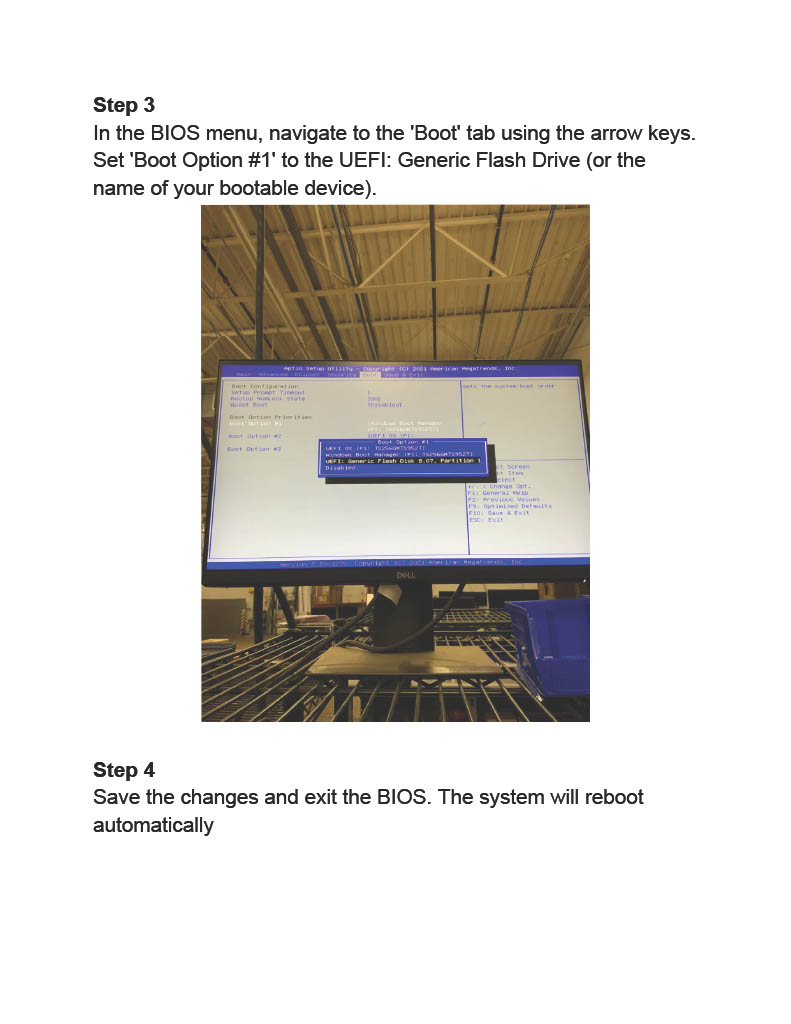 Step 3
In the BIOS menu, navigate to the 'Boot' tab using the arrow keys.
Set 'Boot Option #1' to the UEFI: Generic Flash Drive (or the
name of your bootable device).
Aptio Setup Utility - Copyright (C) 2021 American Megatrends, Inc.
Main Advanced Chipset Security Boot Save & Exit
Boot Configuration
Setup Prompt Timeout 1
Bootup NumLock State [On]
Quiet Boot [Disabled]
Sets the system boot order
Boot Option Priorities
Boot Option #1 [Windows Boot Manager
(P1: TS256GMTS952T)]
Boot Option #2 [UEFI OS (P1:
Boot Option #3
Boot Option #1
UEFI OS (P1: TS256GMTS952T)
Windows Boot Manager (P1: TS256GMTS952T)
UEFI: Generic Flash Disk 8.07, Partition 1
Disabled
ct Screen
ct Item
elect
+/- : Change Opt.
F1: General Help
F2: Previous Values
F9: Optimized Defaults
F10: Save & Exit
ESC: Exit
Version Copyright (C) 2021 American Megatrends, Inc
DELL
Step 4
Save the changes and exit the BIOS. The system will reboot
automatically